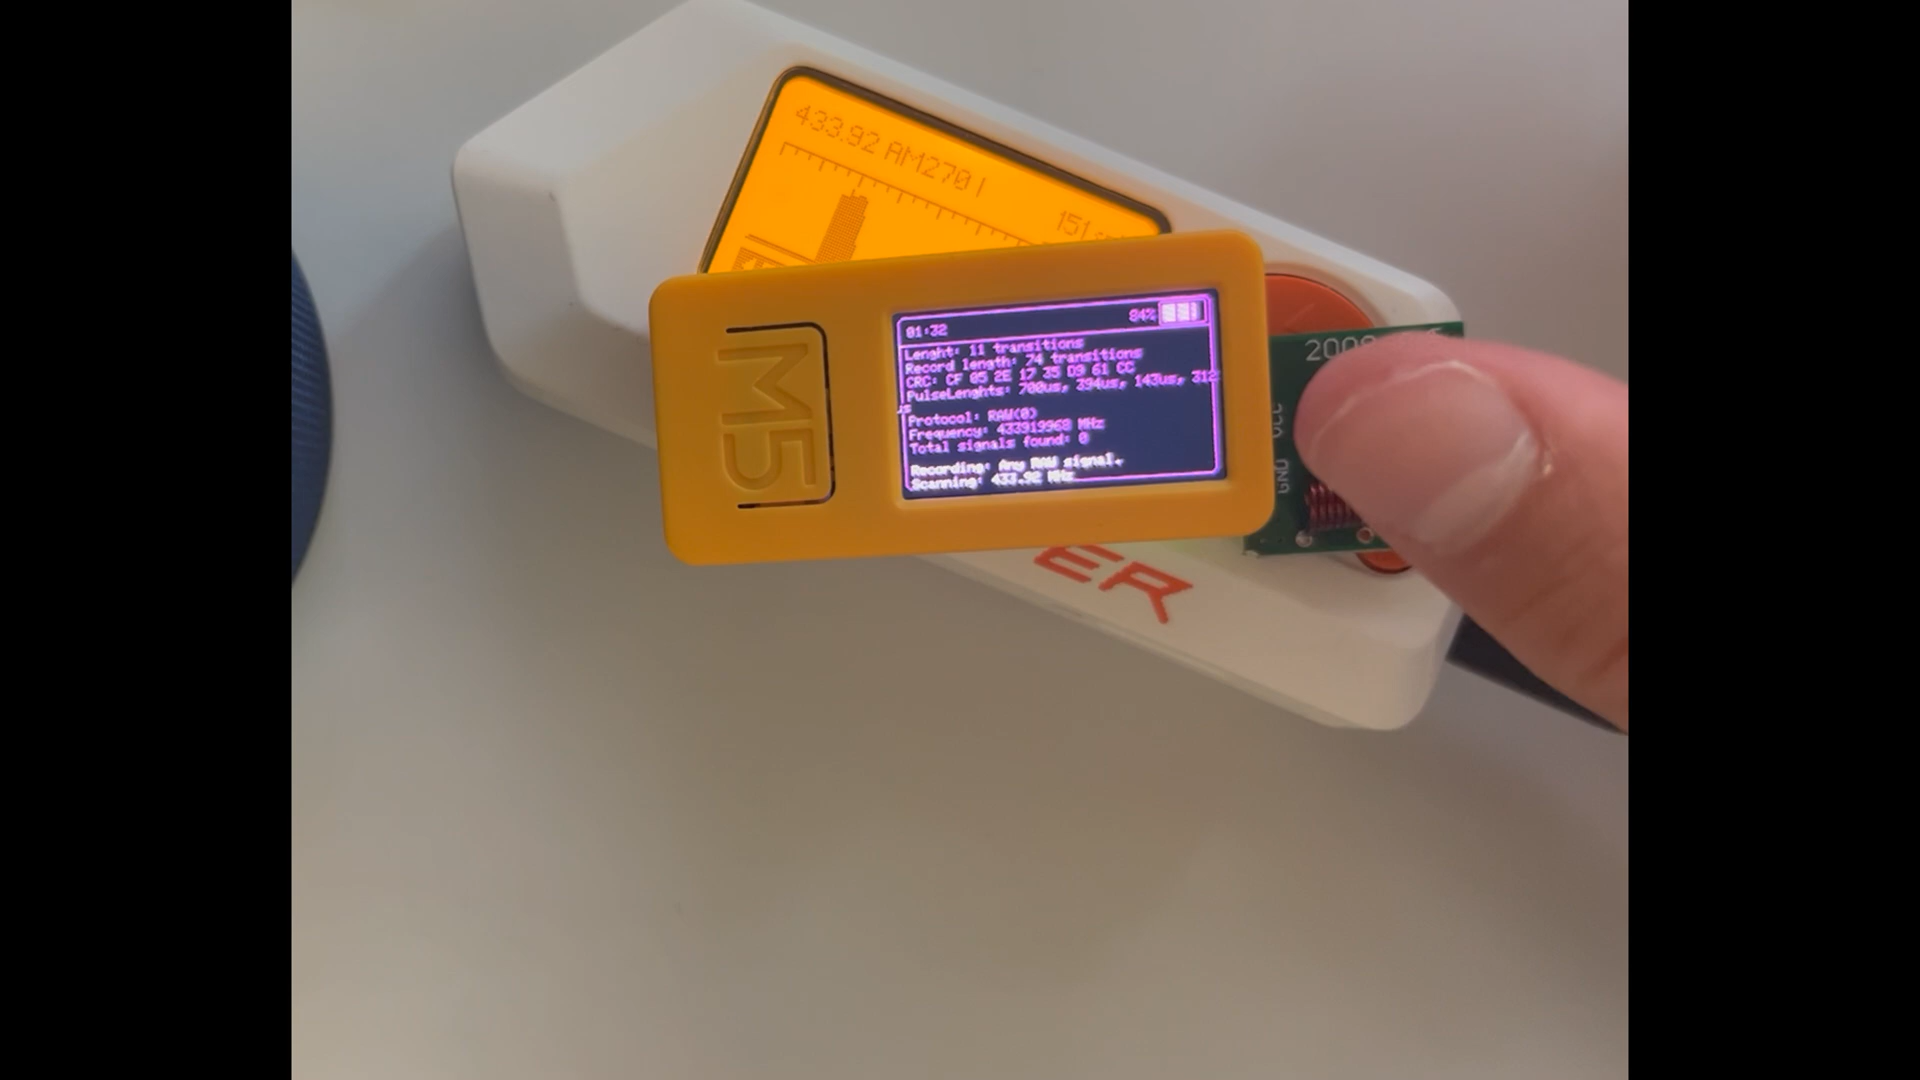 433.92 AM270
M5
01:32
84%
Lenght: 11 transitions
Record length: 74 transitions
CRC: CF 05 2E 17 35 D9 61 CC
PulseLenghts: 700us, 394us, 143us, 312
us
Protocol: RAW(0)
Frequency: 433919968 MHz
Total signals found: 0
Recording: Any RAW signal.
Scanning: 433.92 MHz
VCC
GND
ER